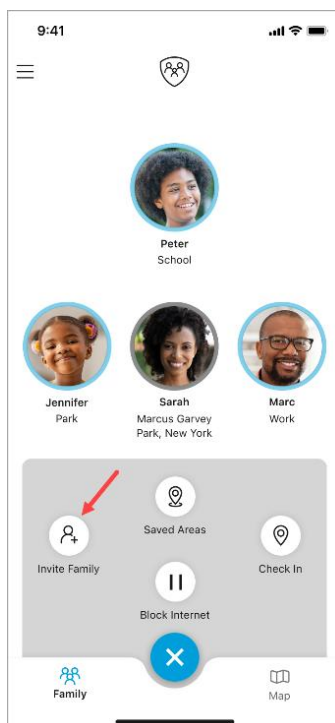 9:41
Peter
School
Jennifer
Park
Sarah
Marcus Garvey
Park, New York
Marc
Work
Saved Areas
Invite Family
Check In
Block Internet
Family
Map